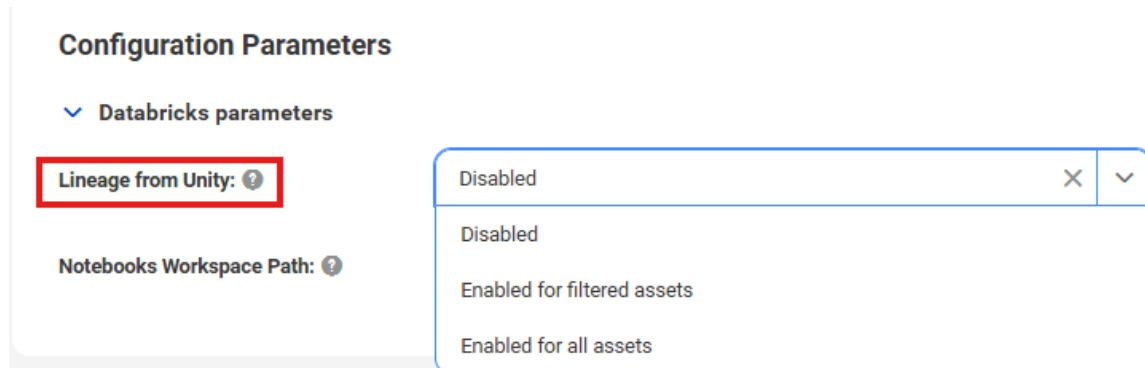 Configuration Parameters
Databricks parameters
Lineage from Unity:
Disabled
Disabled
Notebooks Workspace Path:
Enabled for filtered assets
Enabled for all assets